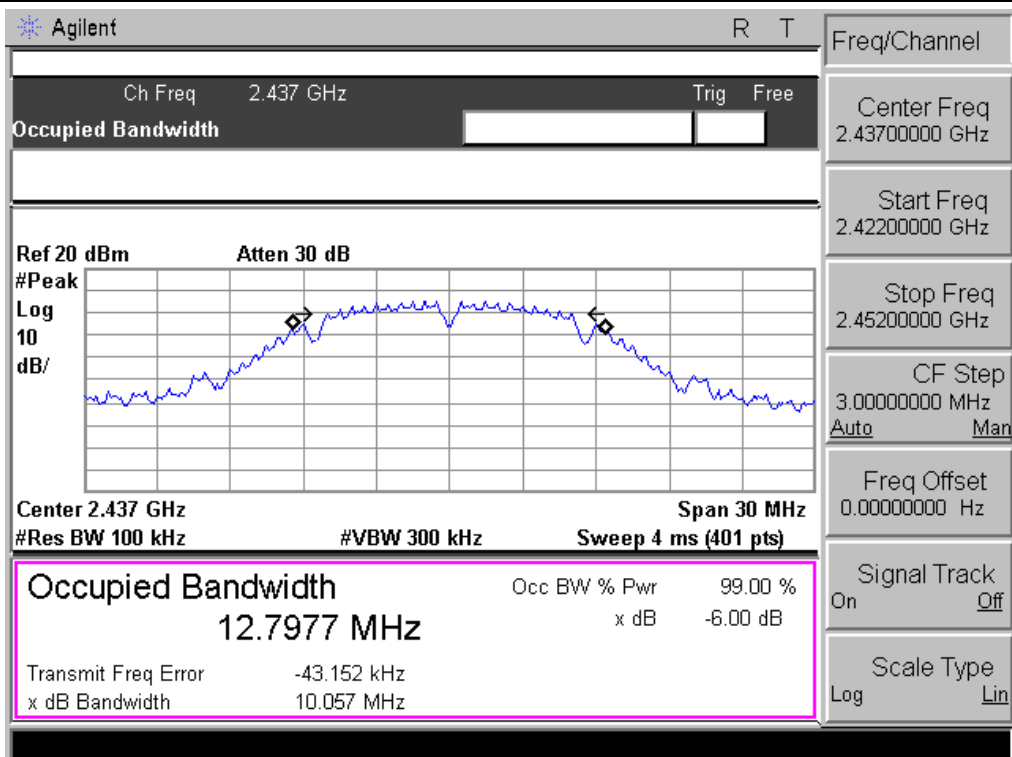 Agilent R T
Ch Freq 2.437 GHz Trig Free
Occupied Bandwidth
Ref 20 dBm Atten 30 dB
#Peak
Log
10
dB/
Center 2.437 GHz Span 30 MHz
#Res BW 100 kHz #VBW 300 kHz Sweep 4 ms (401 pts)
Occupied Bandwidth Occ BW % Pwr 99.00 %
12.7977 MHz x dB -6.00 dB
Transmit Freq Error -43.152 kHz
x dB Bandwidth 10.057 MHz
Freq/Channel
Center Freq
2.43700000 GHz
Start Freq
2.42200000 GHz
Stop Freq
2.45200000 GHz
CF Step
3.00000000 MHz
Auto Man
Freq Offset
0.00000000 Hz
Signal Track
On Off
Scale Type
Log Lin